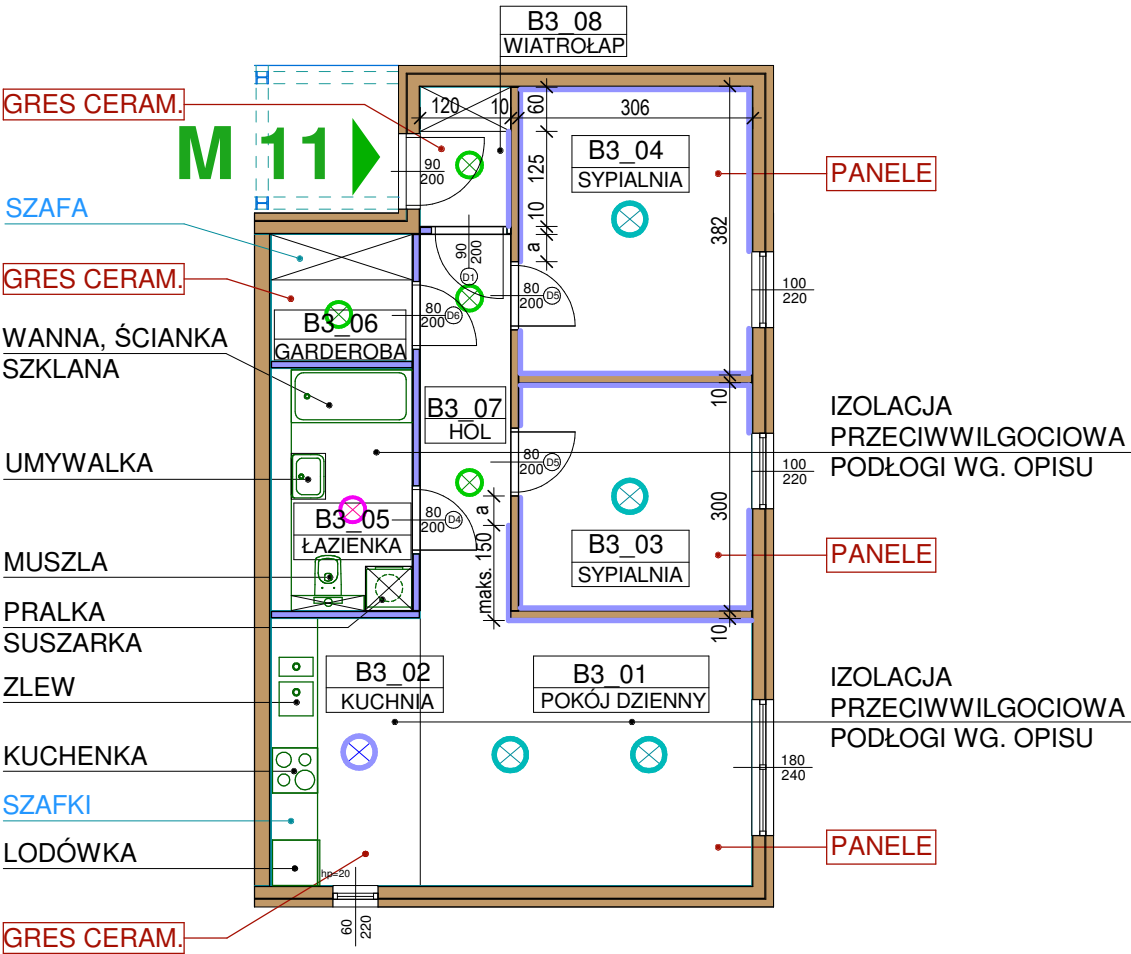 B3_08
WIATROŁAP
GRES CERAM.
120
10
60
306
M 11
90
200
125
10
a
B3_04
SYPIALNIA
PANELE
382
SZAFA
GRES CERAM.
90
200
D1
80
200
D5
100
220
80
200
D6
B3_06
GARDEROBA
WANNA, ŚCIANKA
SZKLANA
B3_07
HOL
10
IZOLACJA
PRZECIWWILGOCIOWA
PODŁOGI WG. OPISU
UMYWALKA
80
200
D5
100
220
B3_05
ŁAZIENKA
80
200
D4
a
maks. 150
300
B3_03
SYPIALNIA
PANELE
MUSZLA
PRALKA
SUSZARKA
10
ZLEW
B3_02
KUCHNIA
B3_01
POKÓJ DZIENNY
IZOLACJA
PRZECIWWILGOCIOWA
PODŁOGI WG. OPISU
KUCHENKA
180
240
SZAFKI
LODÓWKA
PANELE
hp=20
60
220
GRES CERAM.